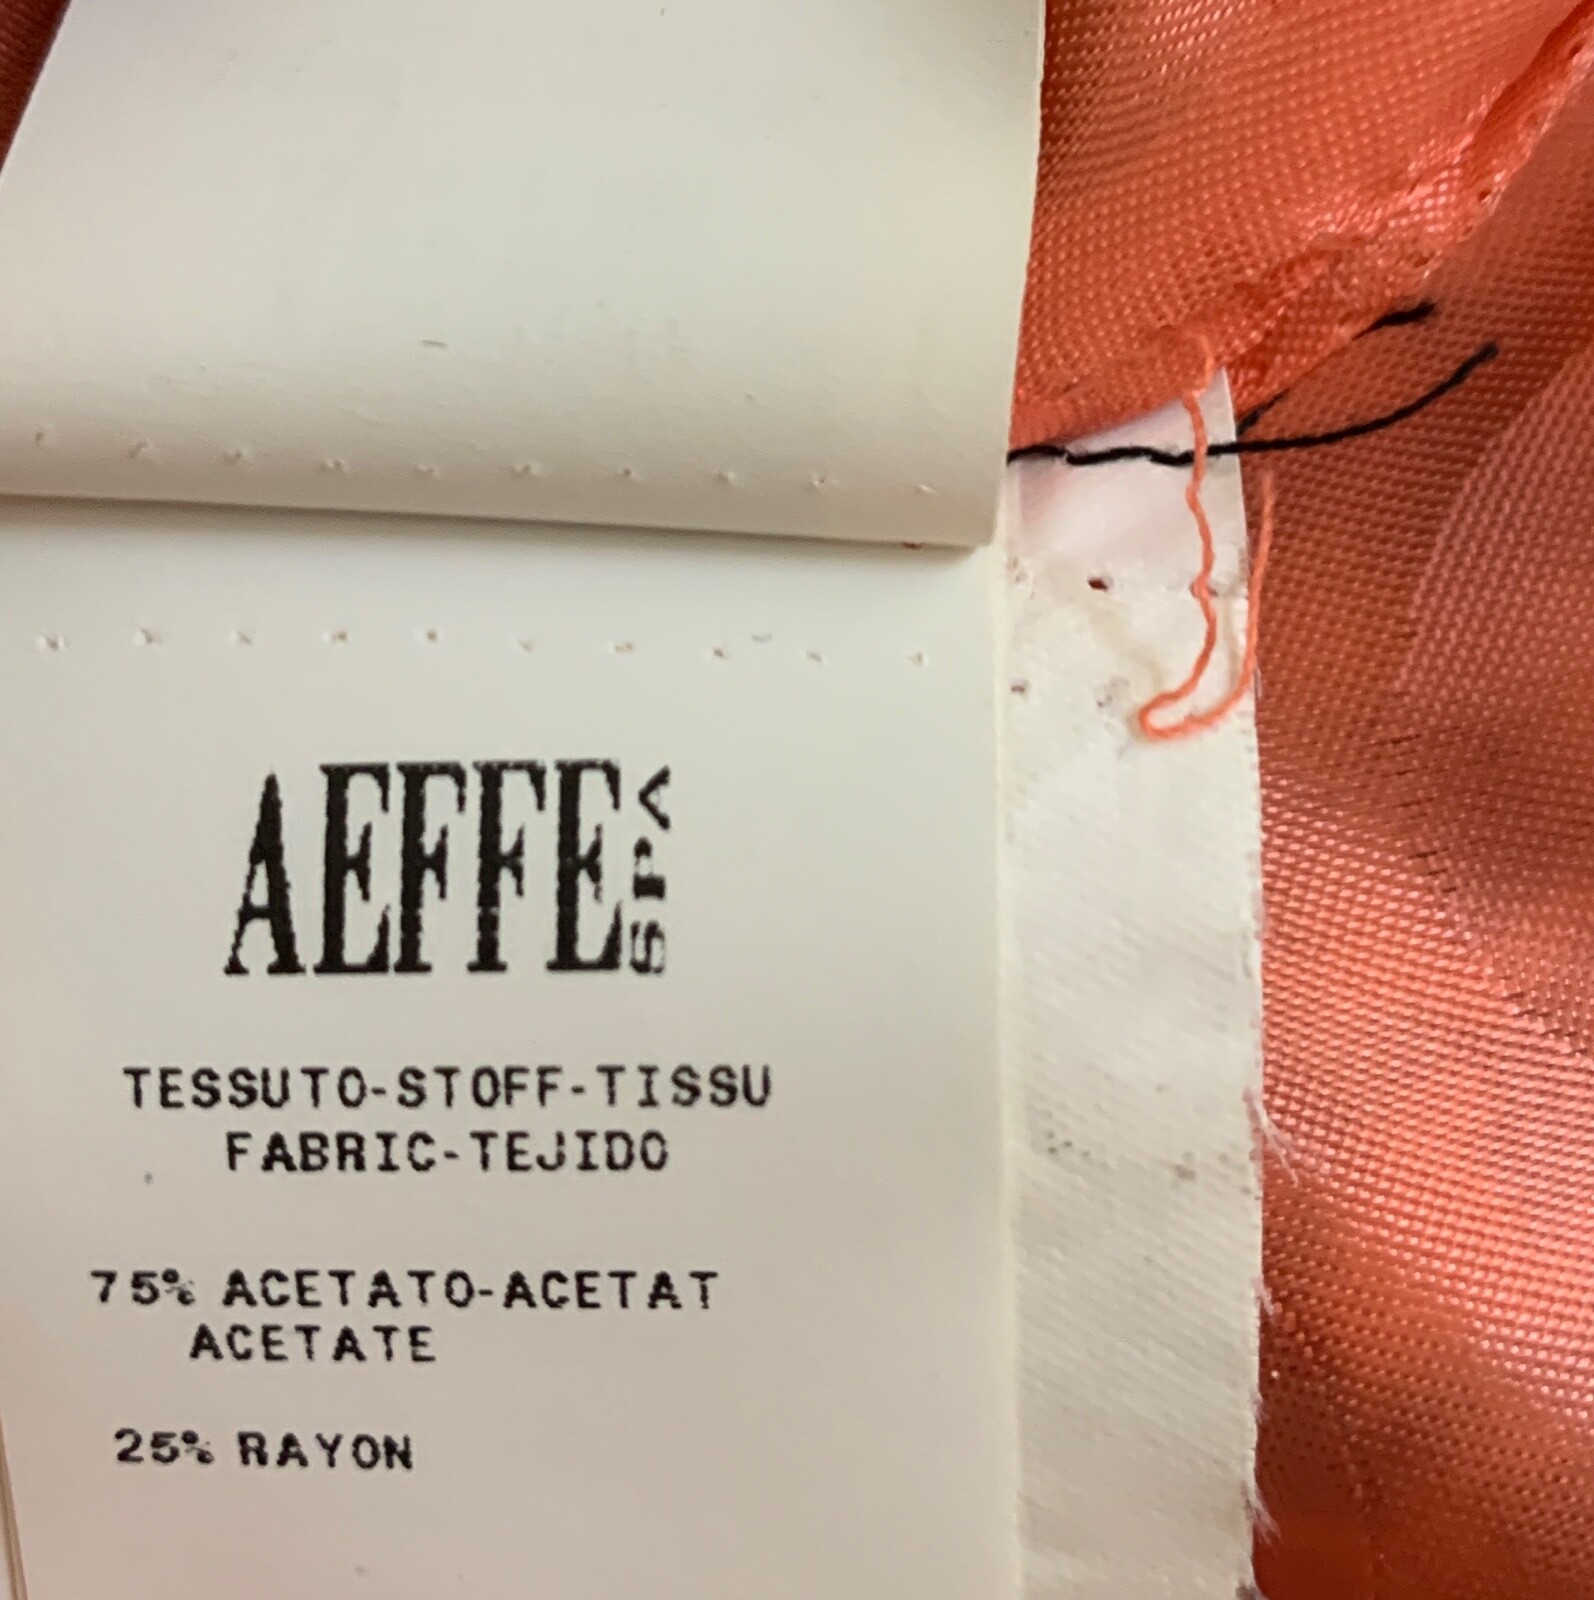 AEFFE SPA
TESSUTO-STOFF-TISSU
FABRIC-TEJIDO
75% ACETATO-ACETAT
ACETATE
25% RAYON